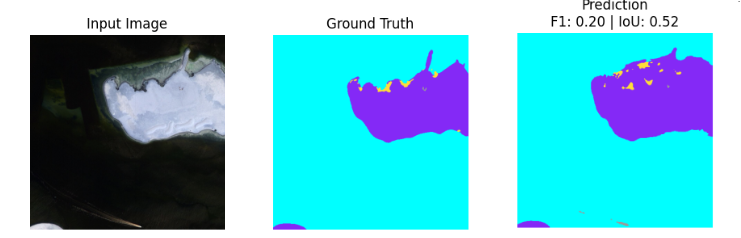 Input Image
Ground Truth
Prediction
F1: 0.20 | IoU: 0.52